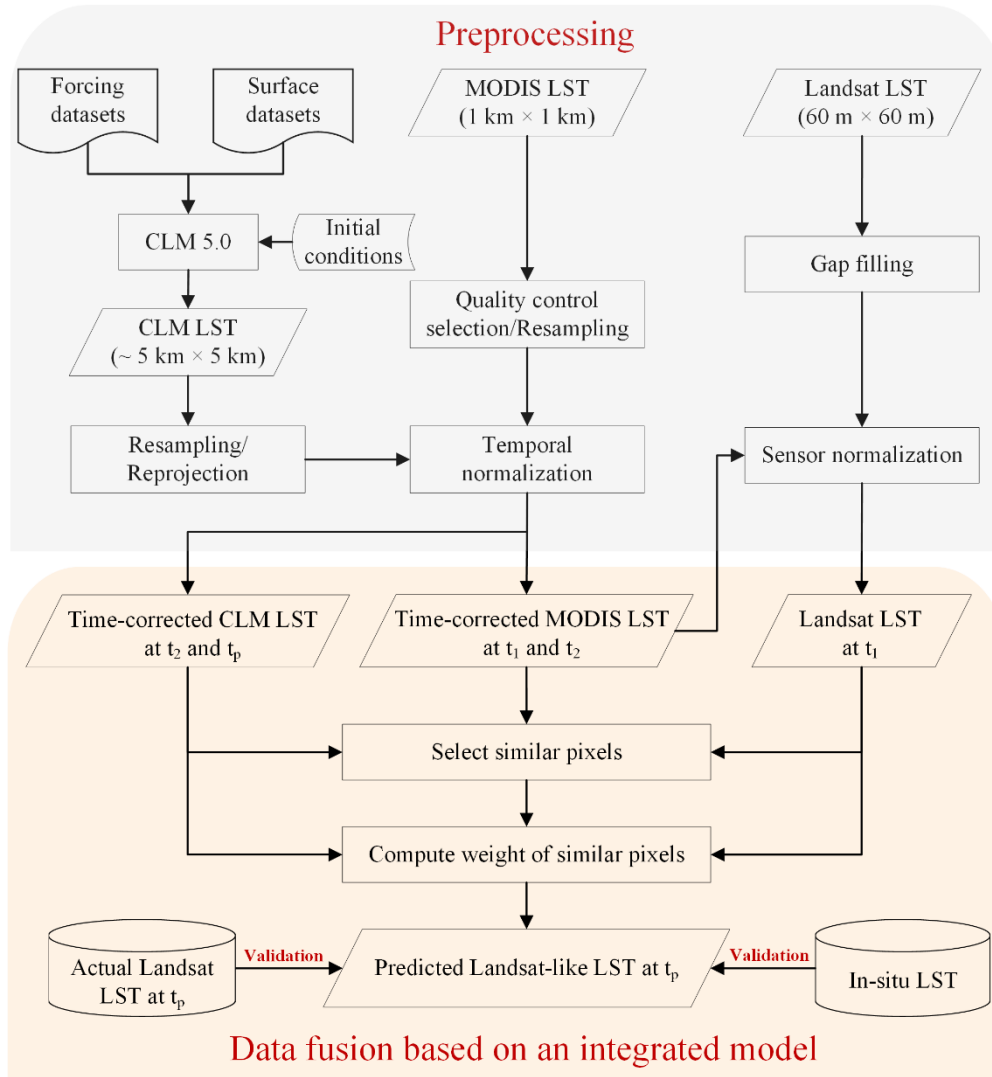 Preprocessing
Forcing
datasets
Surface
datasets
MODIS LST
(1 km × 1 km)
Landsat LST
(60 m × 60 m)
CLM 5.0
Initial
conditions
Gap filling
Quality control
selection/Resampling
CLM LST
(~ 5 km × 5 km)
Resampling/
Reprojection
Temporal
normalization
Sensor normalization
Time-corrected CLM LST
at t₂ and tₚ
Time-corrected MODIS LST
at t₁ and t₂
Landsat LST
at t₁
Select similar pixels
Compute weight of similar pixels
Actual Landsat
LST at tₚ
Validation
Predicted Landsat-like LST at tₚ
Validation
In-situ LST
Data fusion based on an integrated model